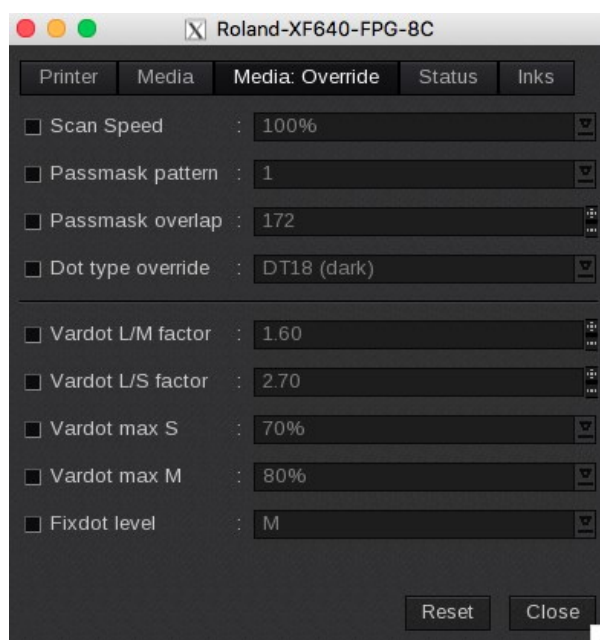 Roland-XF640-FPG-8C
Printer Media Media: Override Status Inks
Scan Speed : 100%
Passmask pattern : 1
Passmask overlap : 172
Dot type override : DT18 (dark)
Vardot L/M factor : 1.60
Vardot L/S factor : 2.70
Vardot max S : 70%
Vardot max M : 80%
Fixdot level : M
Reset Close